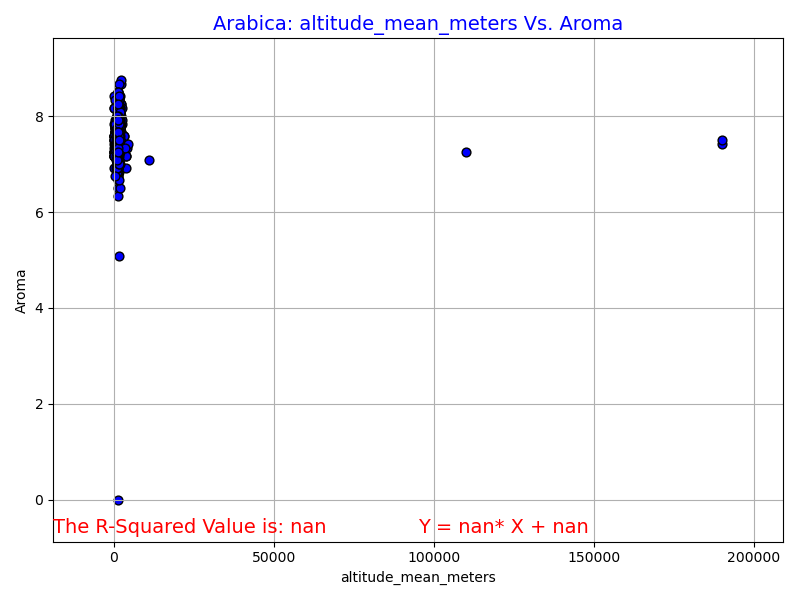 Arabica: altitude_mean_meters Vs. Aroma
8
6
4
2
0
Aroma
The R-Squared Value is: nan
Y = nan* X + nan
0
50000
100000
150000
200000
altitude_mean_meters